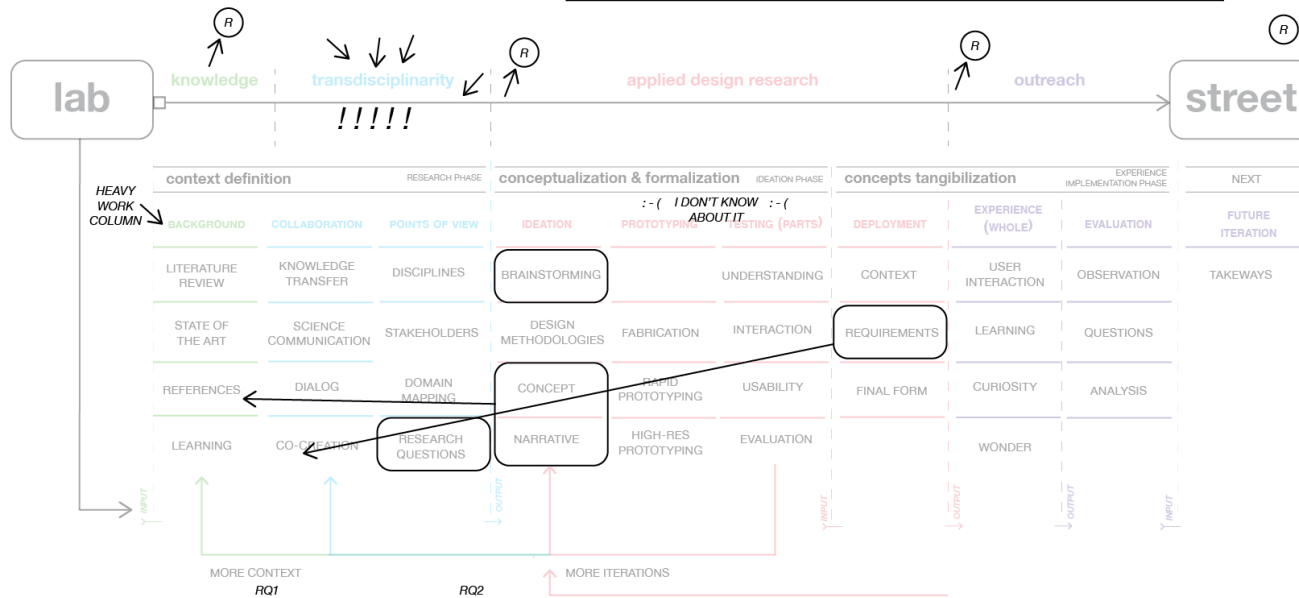 R
R
R
R
knowledge
transdisciplinarity
applied design research
outreach
lab
street
! ! ! ! !
context definition
RESEARCH PHASE
conceptualization & formalization
IDEATION PHASE
concepts tangibilization
EXPERIENCE
IMPLEMENTATION PHASE
NEXT
HEAVY
WORK
COLUMN
: - ( I DON'T KNOW : - (
ABOUT IT
BACKGROUND
COLLABORATION
POINTS OF VIEW
IDEATION
PROTOTYPING
TESTING (PARTS)
DEPLOYMENT
EXPERIENCE
(WHOLE)
EVALUATION
FUTURE
ITERATION
LITERATURE
REVIEW
KNOWLEDGE
TRANSFER
DISCIPLINES
BRAINSTORMING
UNDERSTANDING
CONTEXT
USER
INTERACTION
OBSERVATION
TAKEWAYS
STATE OF
THE ART
SCIENCE
COMMUNICATION
STAKEHOLDERS
DESIGN
METHODOLOGIES
FABRICATION
INTERACTION
REQUIREMENTS
LEARNING
QUESTIONS
REFERENCES
DIALOG
DOMAIN
MAPPING
CONCEPT
RAPID
PROTOTYPING
USABILITY
FINAL FORM
CURIOSITY
ANALYSIS
LEARNING
CO-CREATION
RESEARCH
QUESTIONS
NARRATIVE
HIGH-RES
PROTOTYPING
EVALUATION
WONDER
INPUT
OUTPUT
INPUT
OUTPUT
OUTPUT
INPUT
MORE CONTEXT
MORE ITERATIONS
RQ1
RQ2